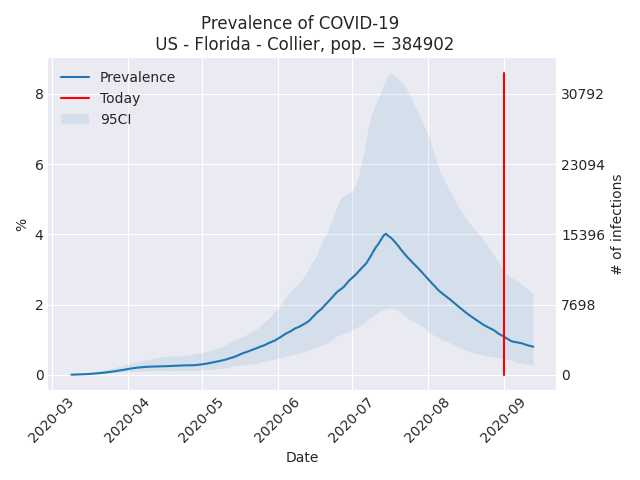 Prevalence of COVID-19
US - Florida - Collier, pop. = 384902
Prevalence
Today
95CI
8
6
4
2
0
%
30792
23094
15396
7698
0
# of infections
2020-03
2020-04
2020-05
2020-06
2020-07
2020-08
2020-09
Date